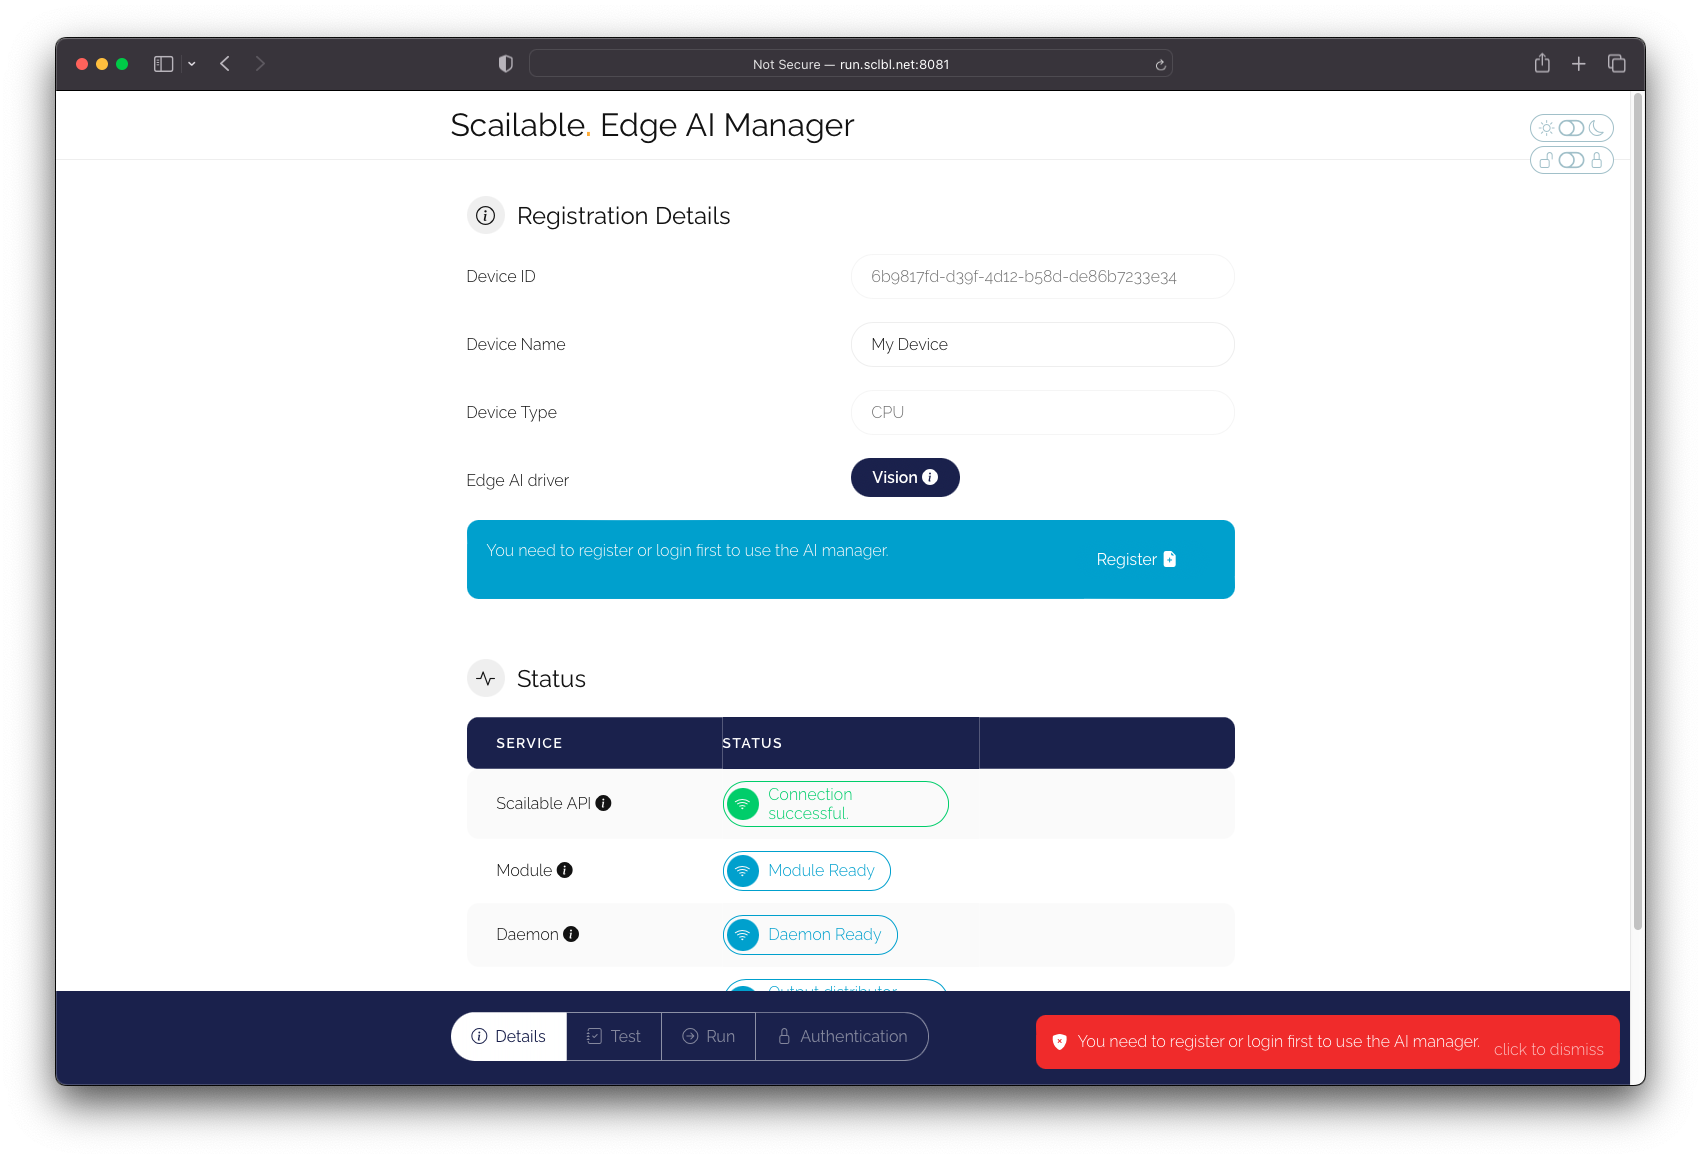 Not Secure — run.sclbl.net:8081
Scailable. Edge AI Manager
Registration Details
Device ID
6b9817fd-d39f-4d12-b58d-de86b7233e34
Device Name
My Device
Device Type
CPU
Edge AI driver
Vision
You need to register or login first to use the AI manager.
Register
Status
SERVICE
STATUS
Scailable API
Connection
successful.
Module
Module Ready
Daemon
Daemon Ready
Output distributor
Details
Test
Run
Authentication
You need to register or login first to use the AI manager.
click to dismiss